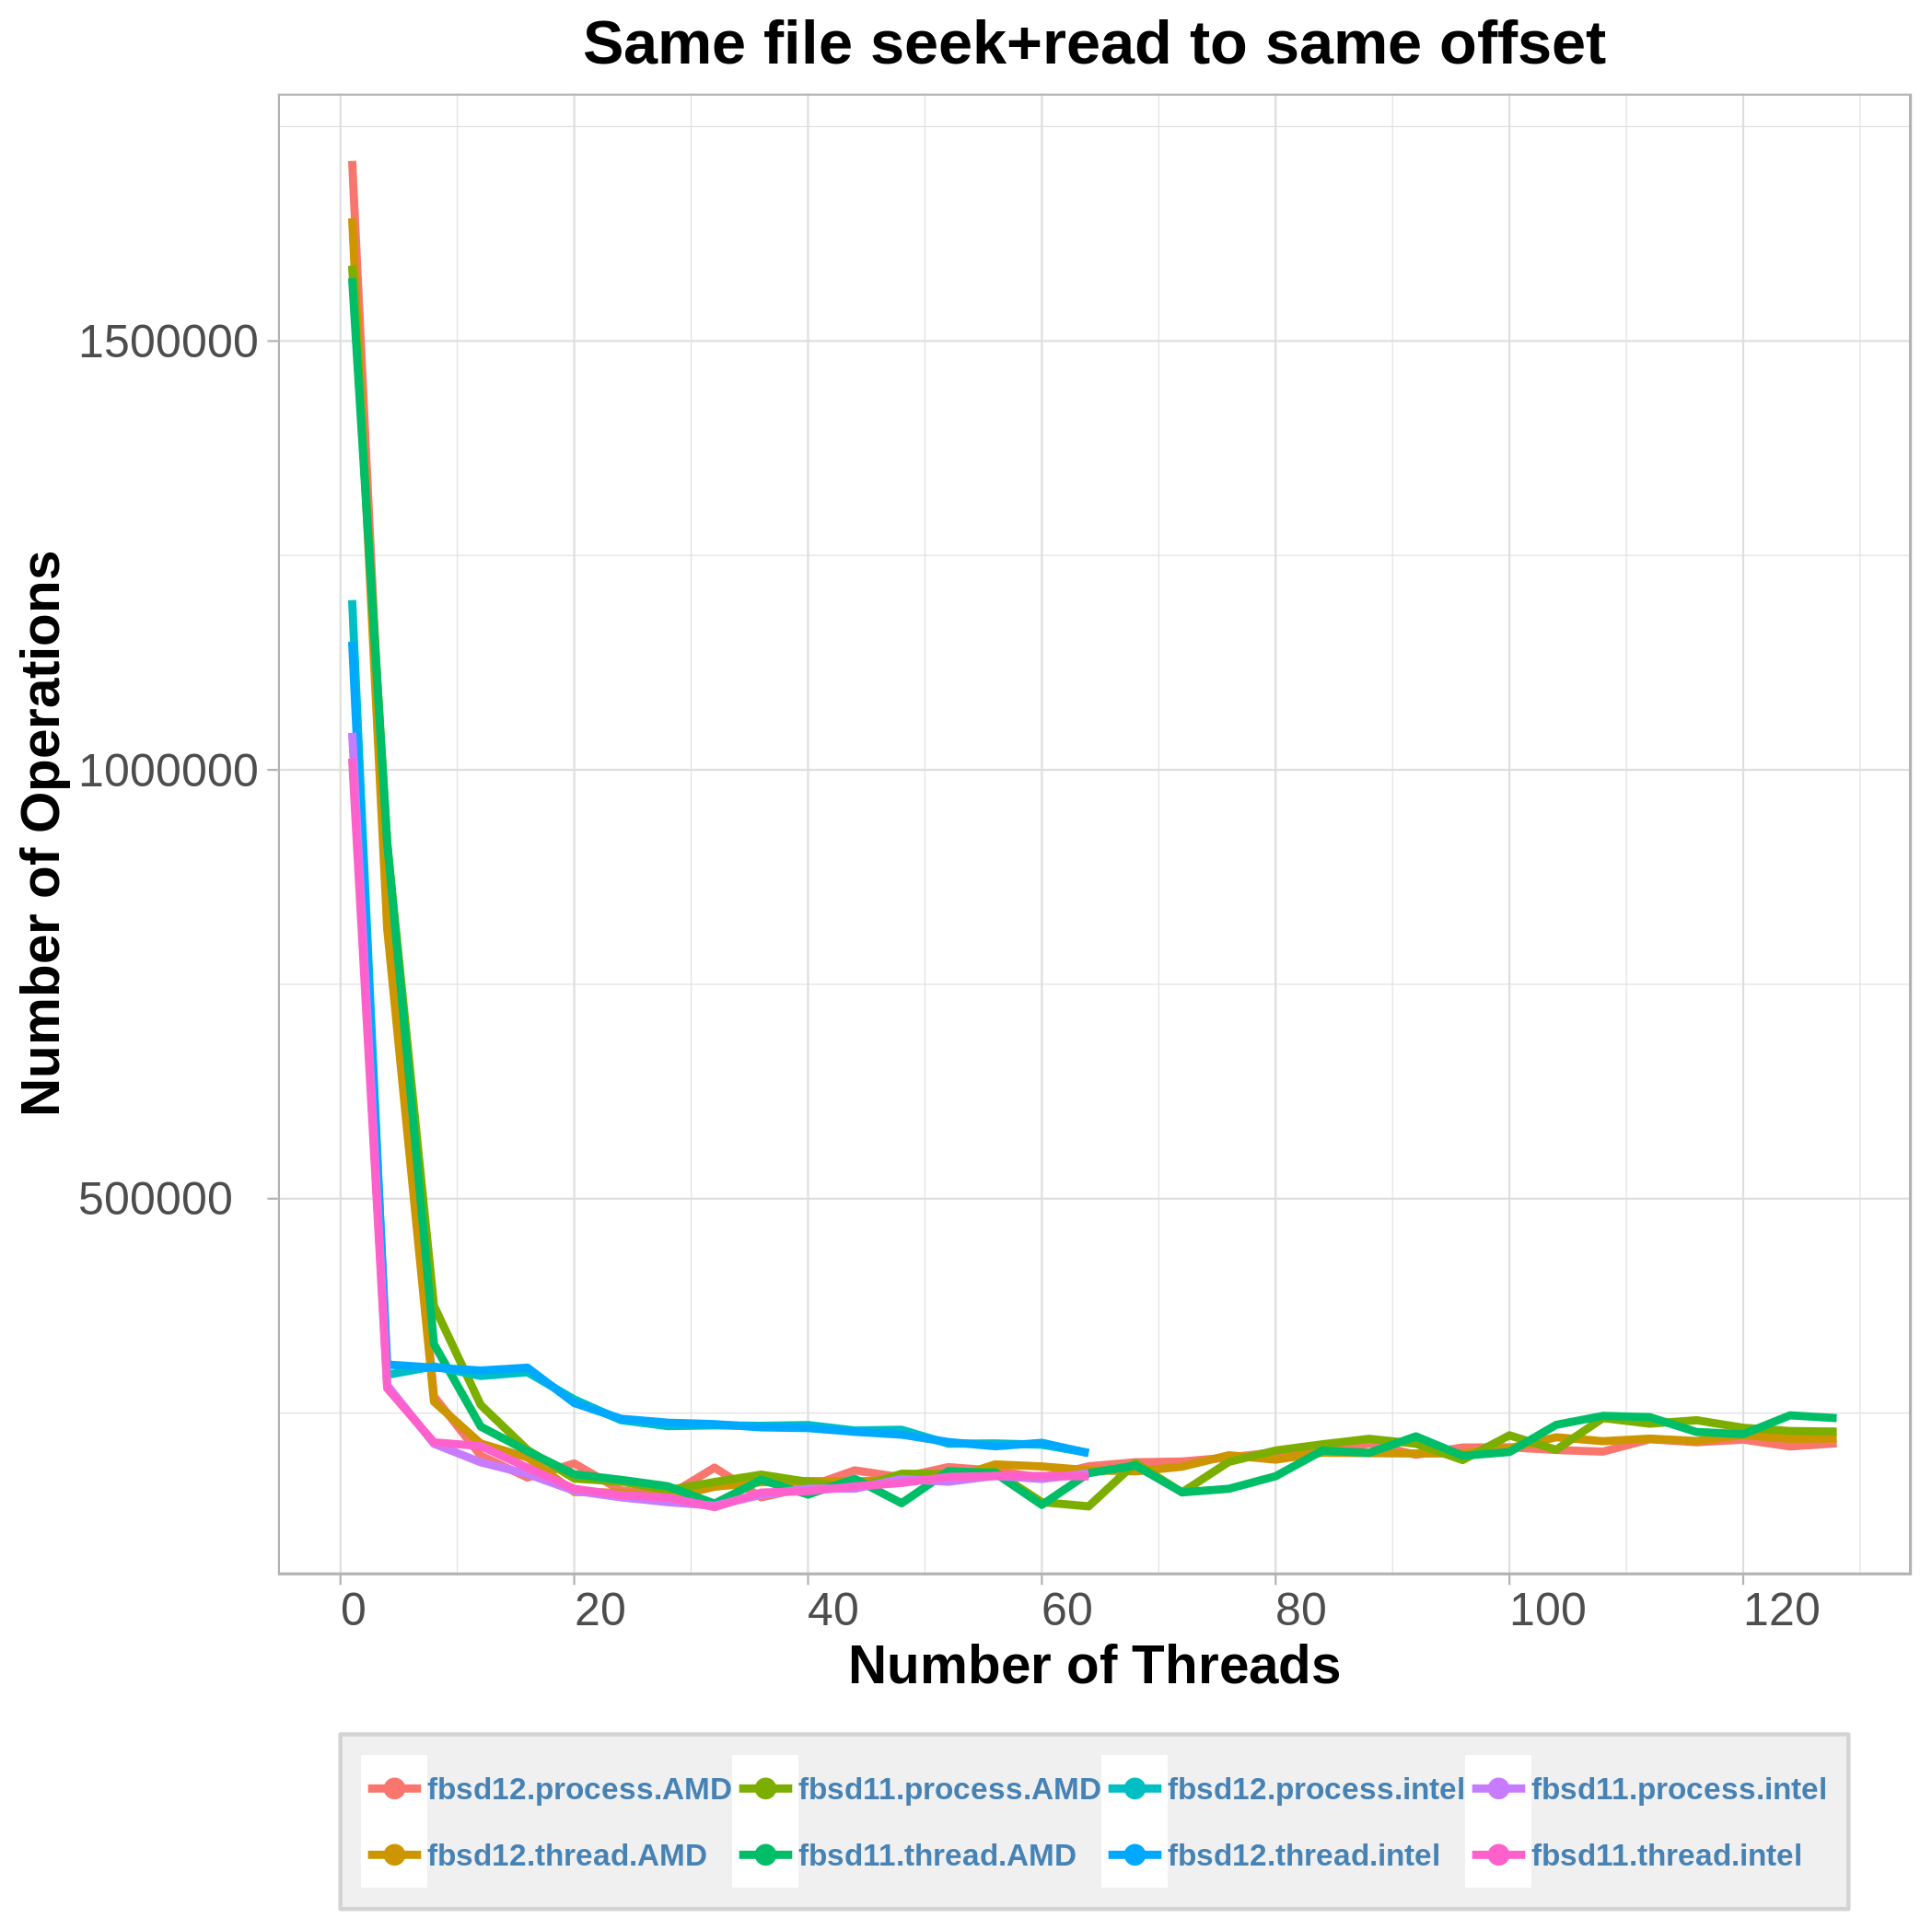 Same file seek+read to same offset
Number of Operations
1500000
1000000
500000
0 20 40 60 80 100 120
Number of Threads
fbsd12.process.AMD fbsd11.process.AMD fbsd12.process.intel fbsd11.process.intel
fbsd12.thread.AMD fbsd11.thread.AMD fbsd12.thread.intel fbsd11.thread.intel